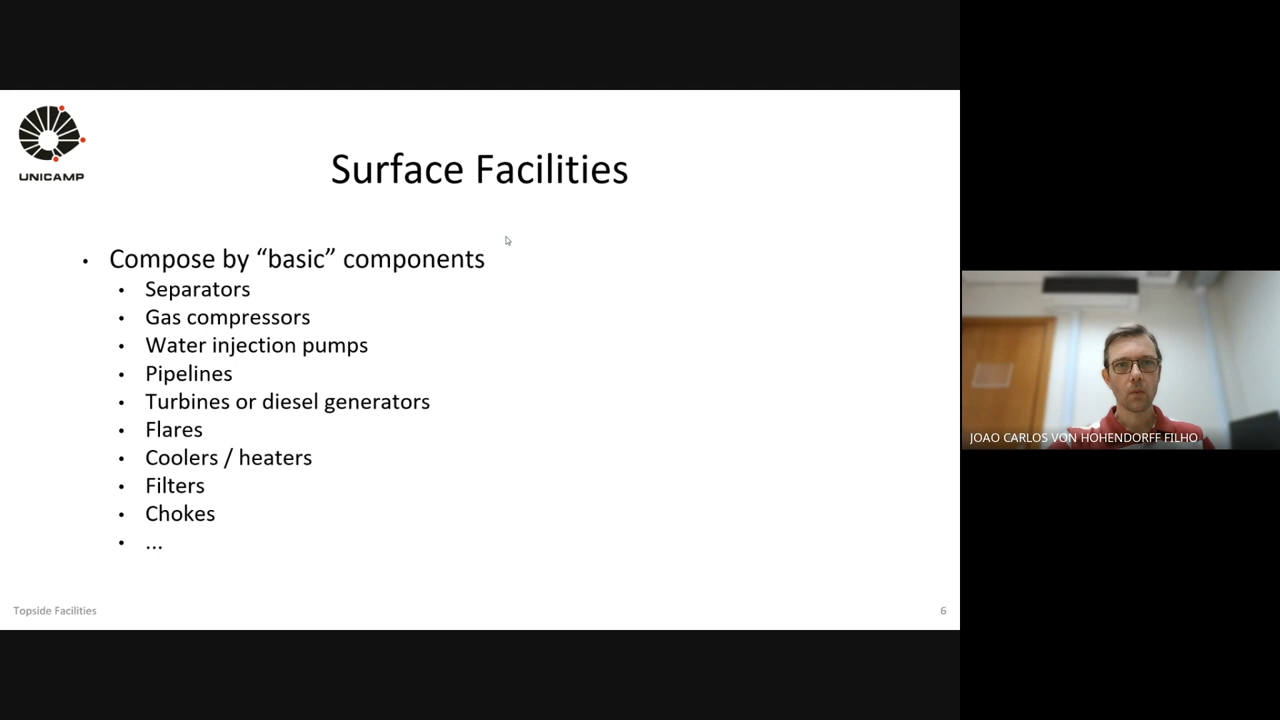 UNICAMP
Surface Facilities
• Compose by “basic” components
• Separators
• Gas compressors
• Water injection pumps
• Pipelines
• Turbines or diesel generators
• Flares
• Coolers / heaters
• Filters
• Chokes
• ...
Topside Facilities
6
JOAO CARLOS VON HOHENDORFF FILHO